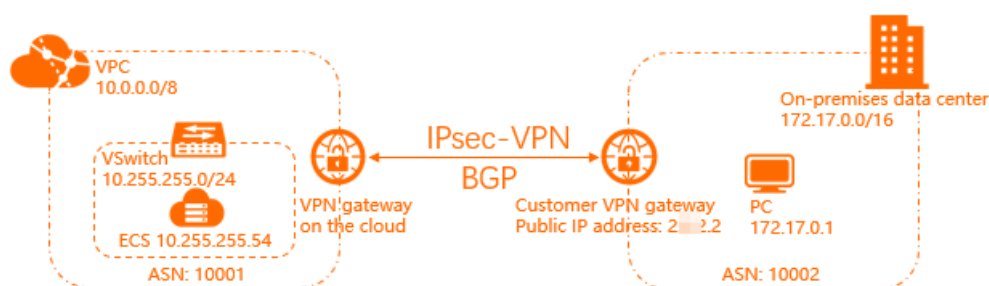 VPC
10.0.0.0/8
VSwitch
10.255.255.0/24
ECS 10.255.255.54
ASN: 10001
VPN gateway
on the cloud
IPsec-VPN
BGP
Customer VPN gateway
Public IP address:
On-premises data center
172.17.0.0/16
PC
172.17.0.1
ASN: 10002